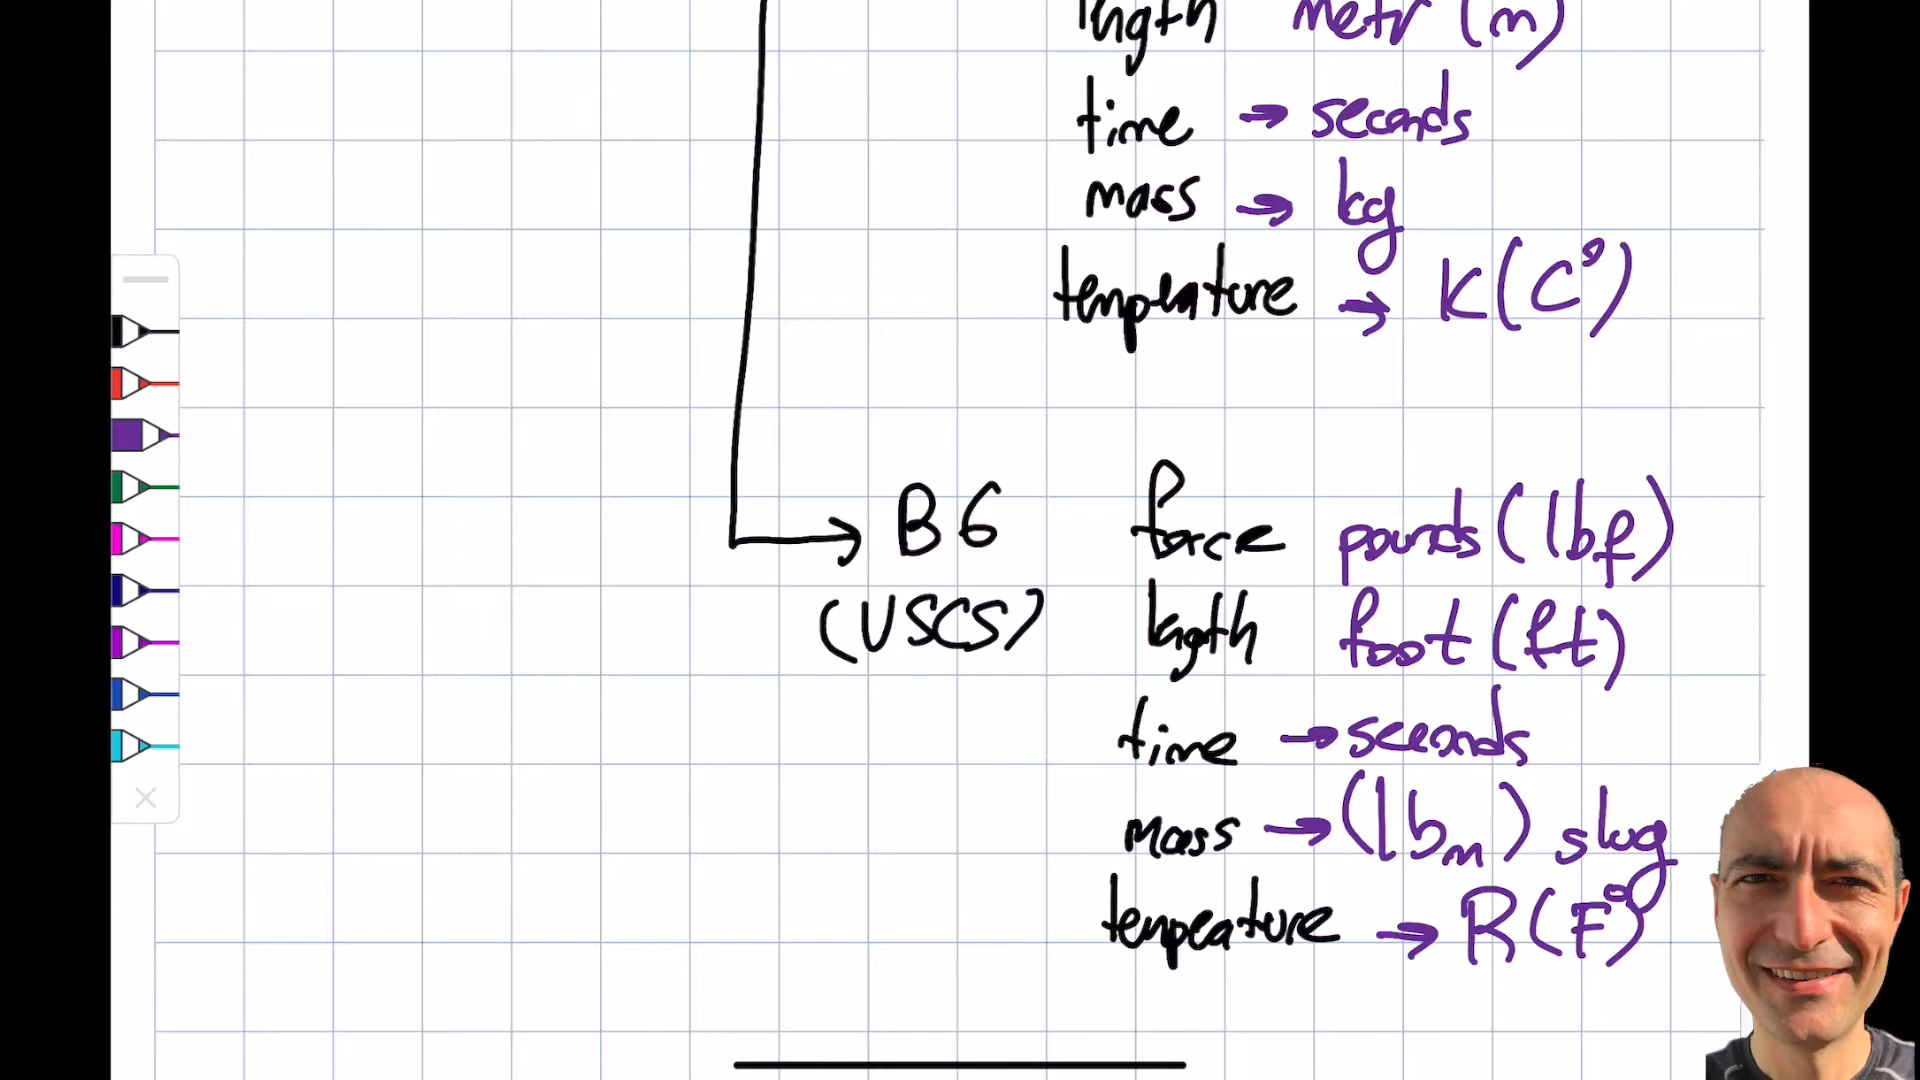 length metr (m)
time → seconds
mass → kg
temperature → K (C°)
BG force pounds (lbf)
(USCS) length foot (ft)
time → seconds
mass → (lbm) slug
temperature → R (F°)